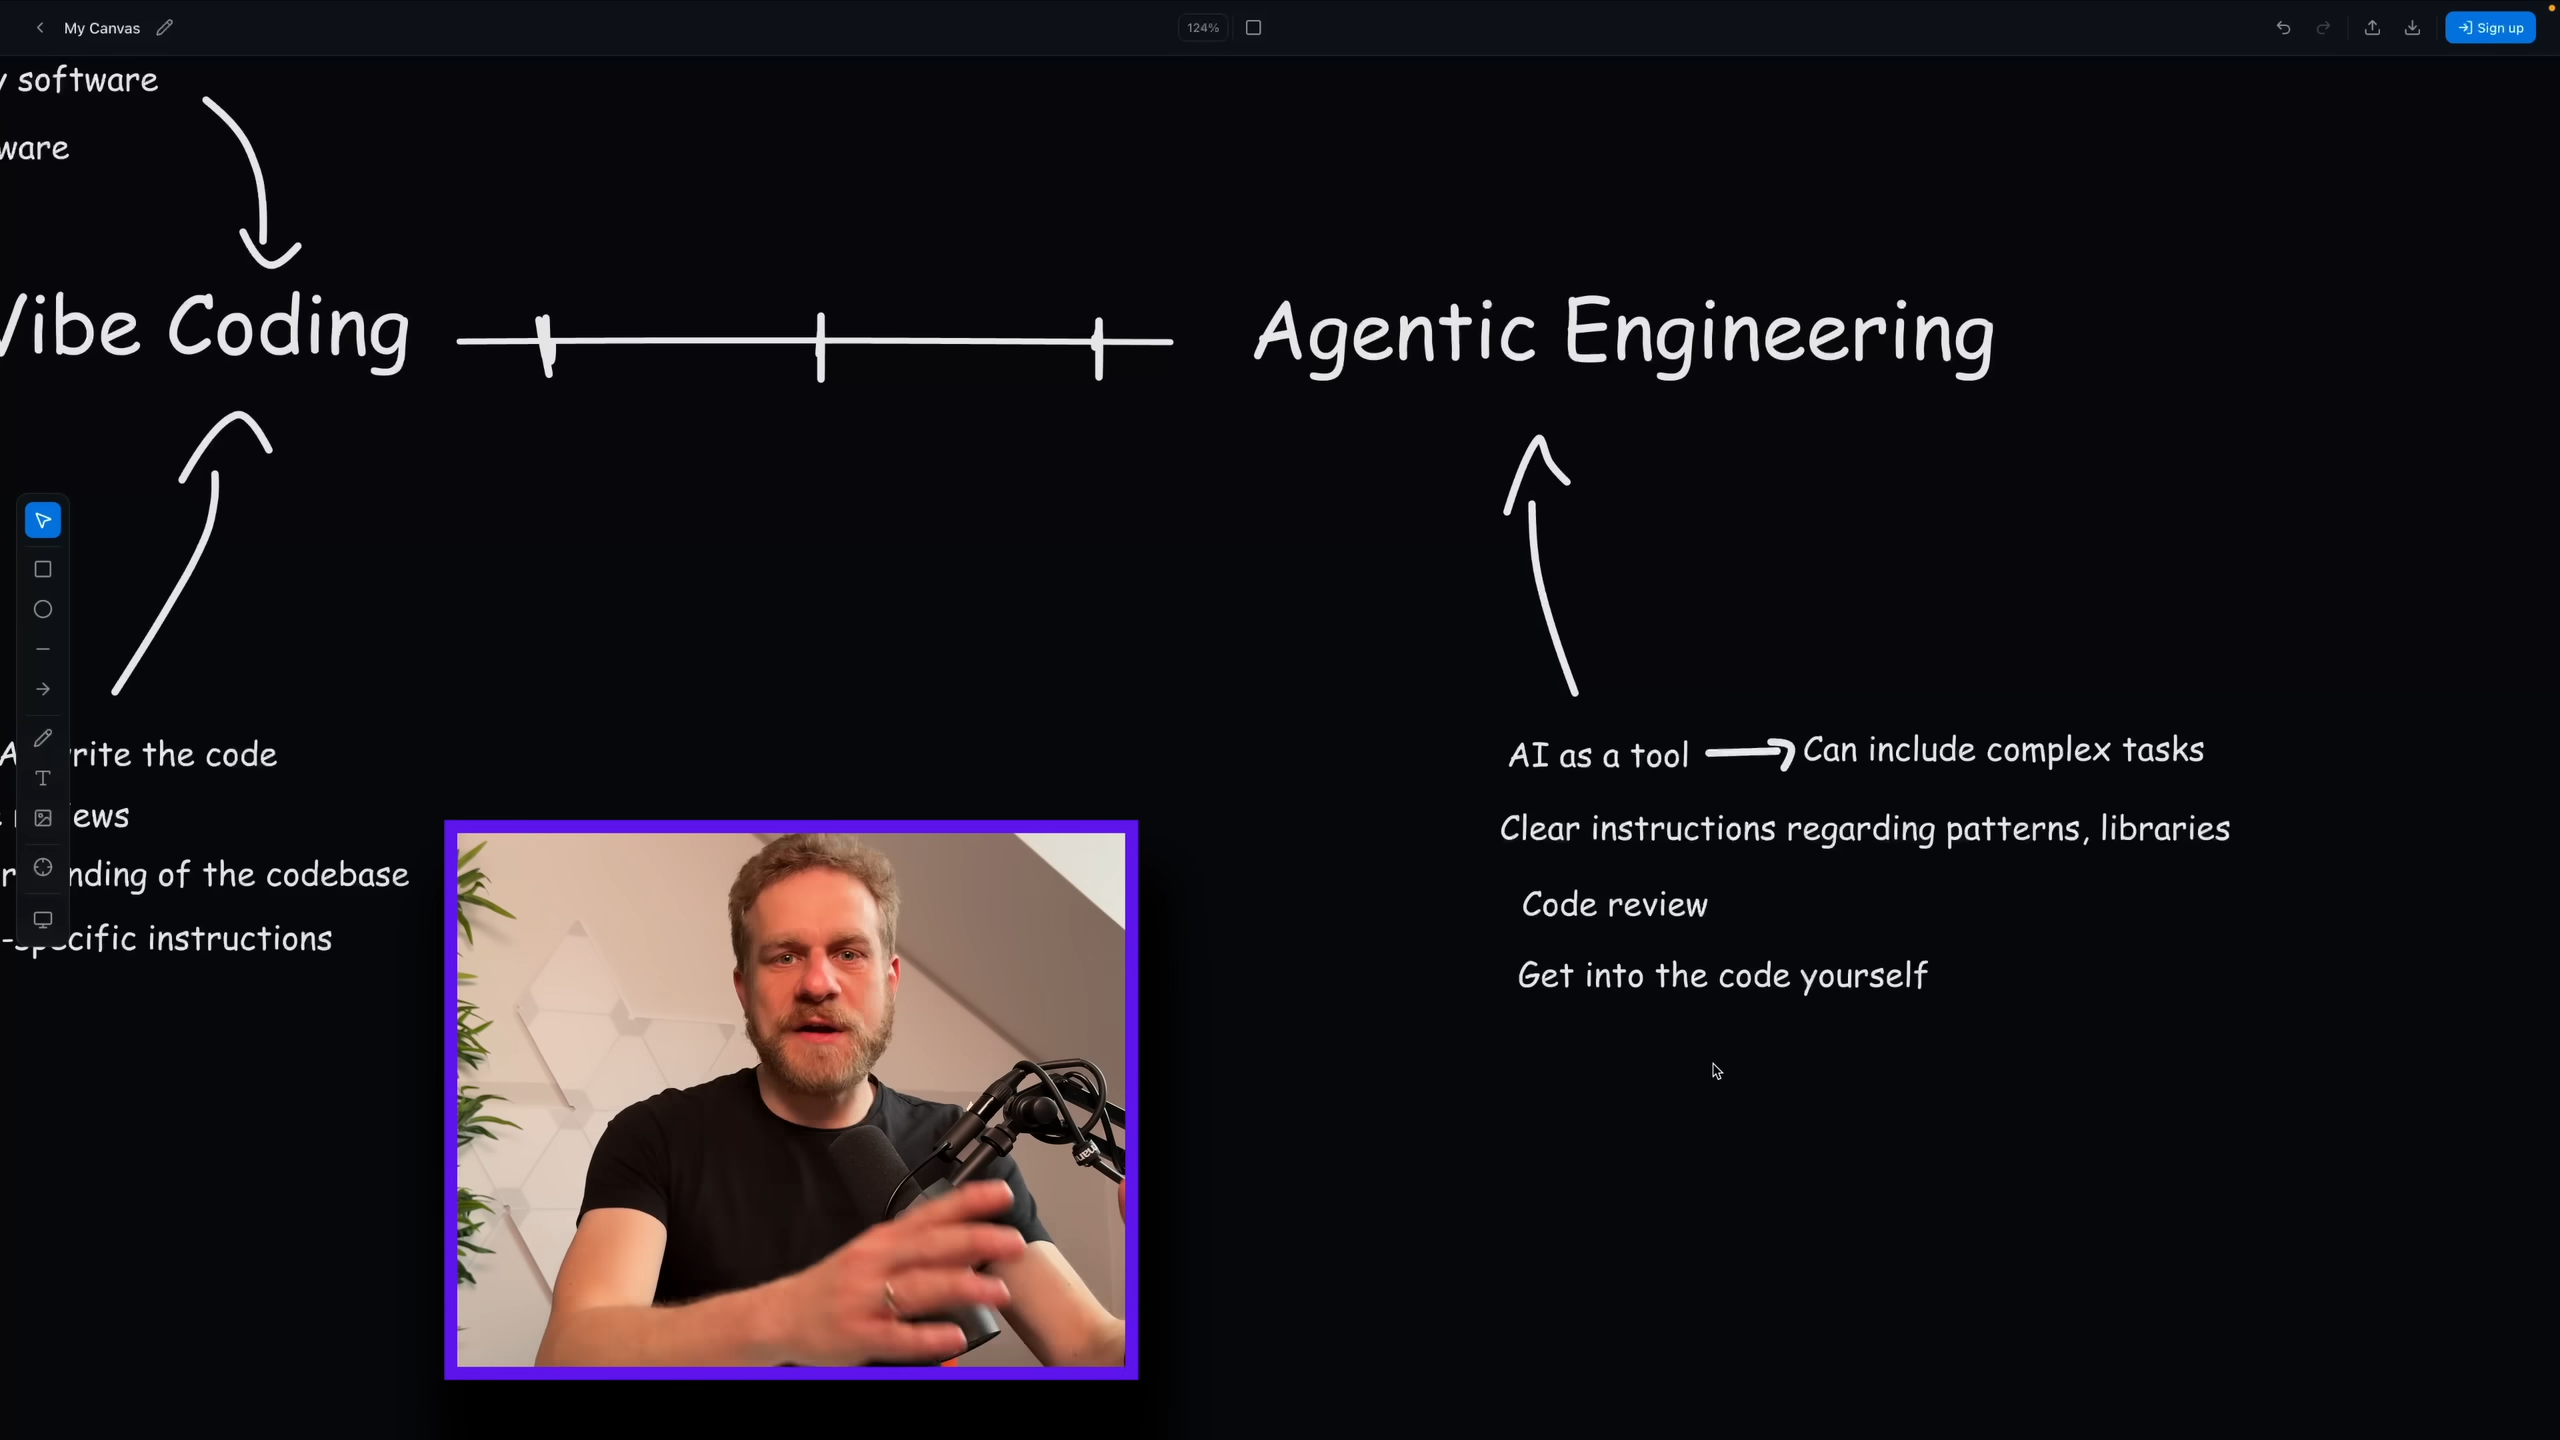 My Canvas
124%
Sign up
software
ware
Vibe Coding
Agentic Engineering
write the code
AI as a tool
Can include complex tasks
ews
Clear instructions regarding patterns, libraries
nding of the codebase
Code review
-specific instructions
Get into the code yourself